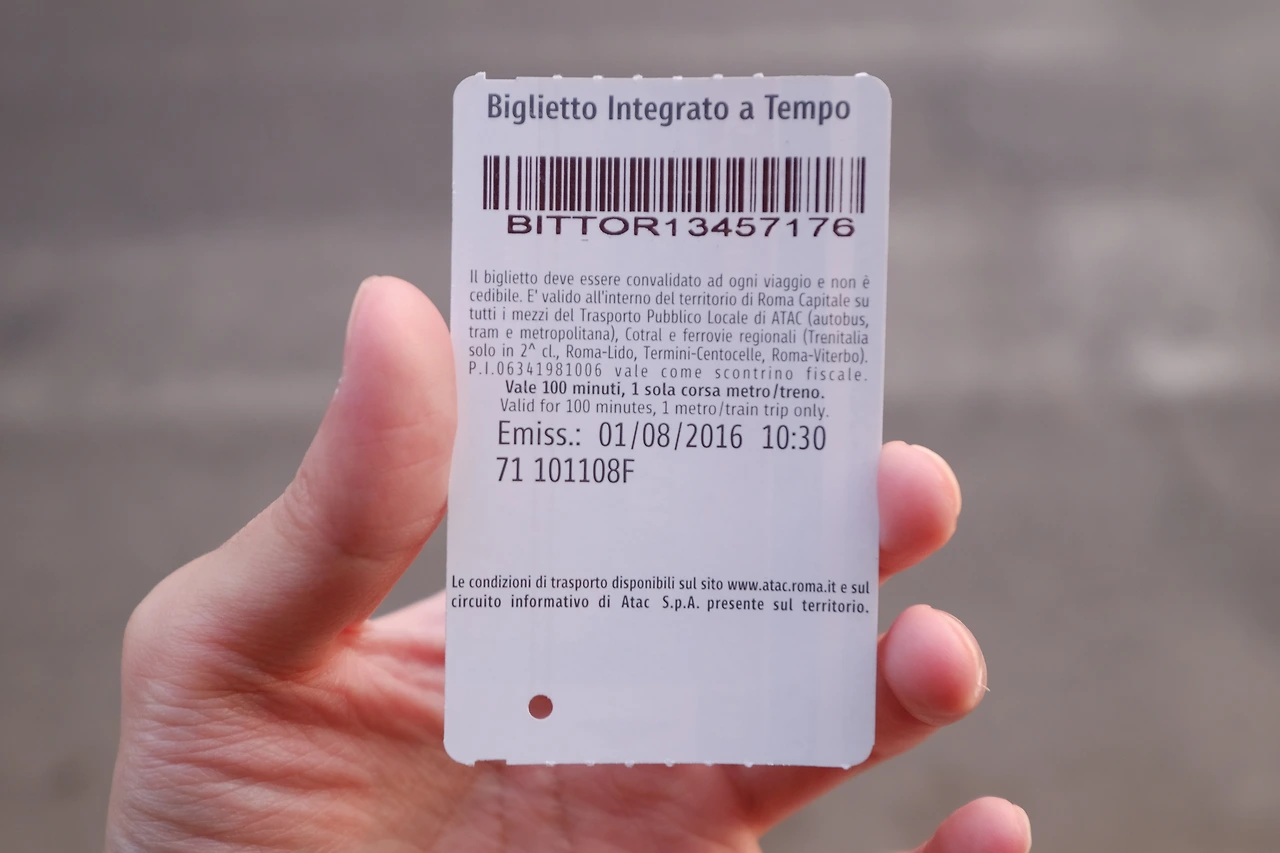 Biglietto Integrato a Tempo
BITTOR13457176
Il biglietto deve essere convalidato ad ogni viaggio e non è
cedibile. E' valido all'interno del territorio di Roma Capitale su
tutti i mezzi del Trasporto Pubblico Locale di ATAC (autobus,
tram e metropolitana), Cotral e ferrovie regionali (Trenitalia
solo in 2^ cl., Roma-Lido, Termini-Centocelle, Roma-Viterbo).
P.I.06341981006 vale come scontrino fiscale.
Vale 100 minuti, 1 sola corsa metro/treno.
Valid for 100 minutes, 1 metro/train trip only.
Emiss.: 01/08/2016 10:30
71 101108F
Le condizioni di trasporto disponibili sul sito www.atac.roma.it e sul
circuito informativo di Atac S.p.A. presente sul territorio.